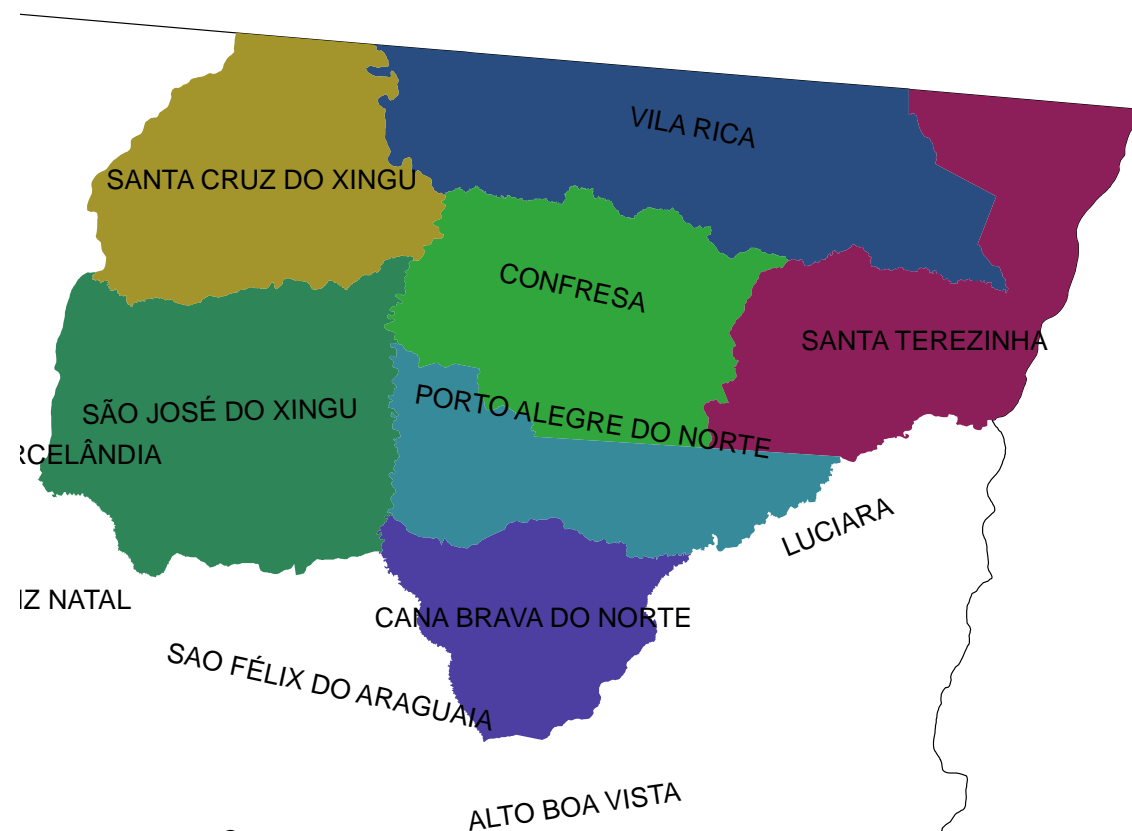 VILA RICA
SANTA CRUZ DO XINGU
CONFRESA
SANTA TEREZINHA
SÃO JOSÉ DO XINGU
PORTO ALEGRE DO NORTE
RCELÂNDIA
LUCIARA
IZ NATAL
CANA BRAVA DO NORTE
SAO FÉLIX DO ARAGUAIA
ALTO BOA VISTA